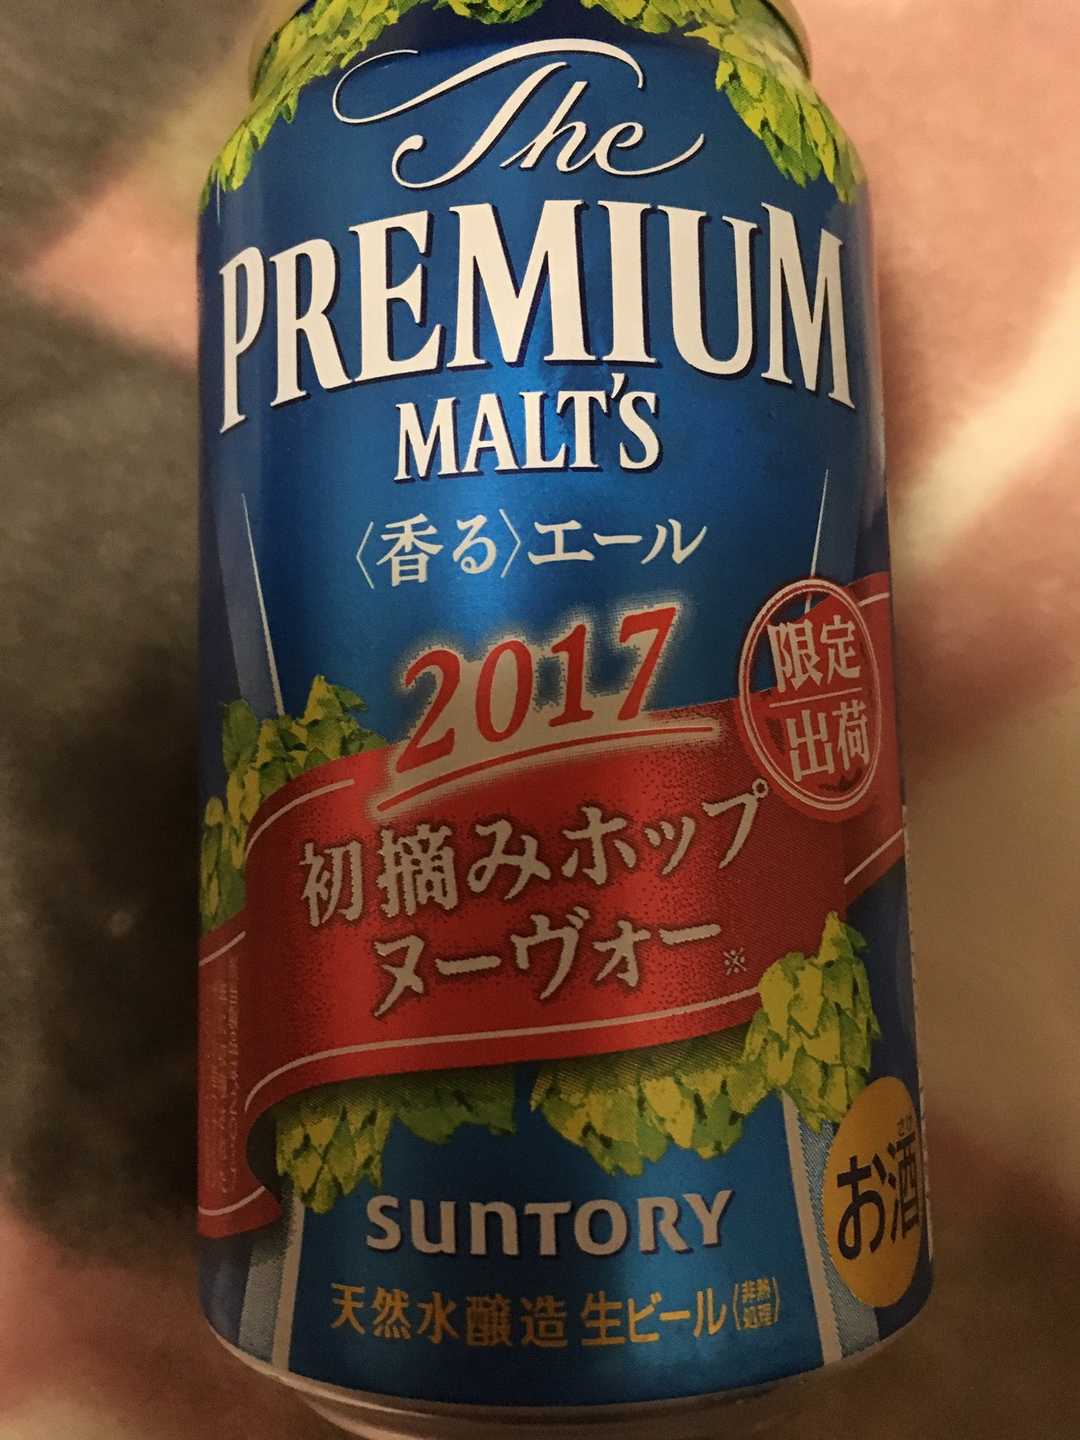 The
PREMIUM
MALT'S
〈香る〉エール
2017
限定
出荷
初摘みホップ
ヌーヴォー※
お酒
さけ
SUNTORY
天然水醸造 生ビール(非熱処理)